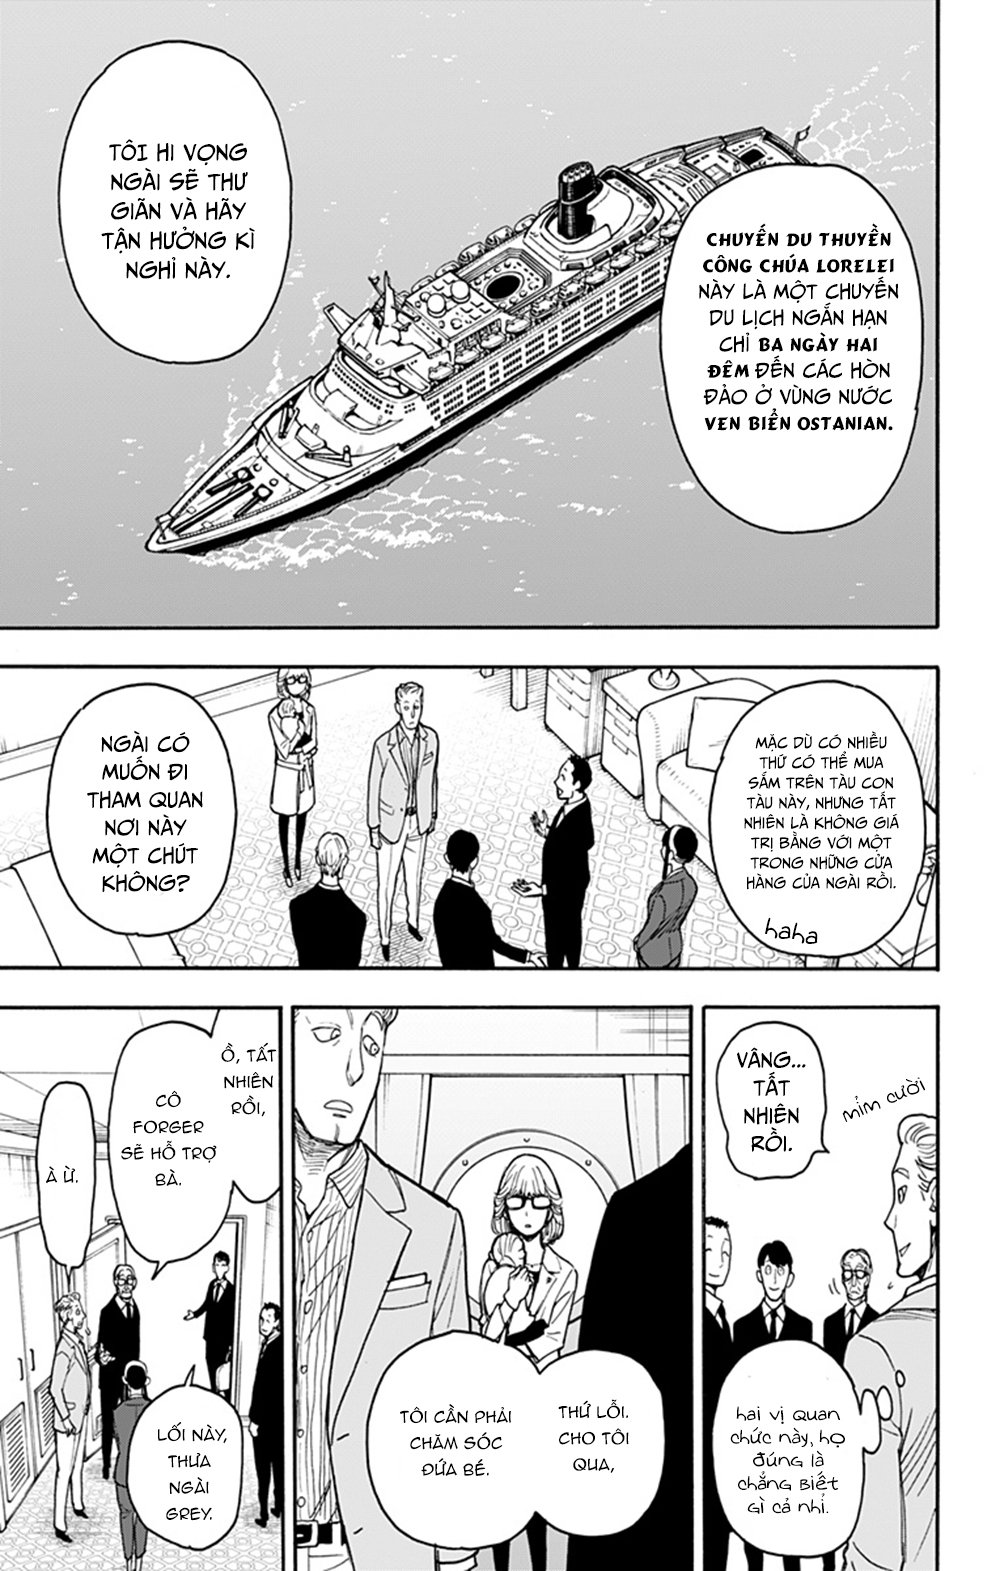 CHUYẾN DU THUYỀN
CÔNG CHÚA LORELEI
NÀY LÀ MỘT CHUYẾN
DU LỊCH NGẮN HẠN
CHỈ BA NGÀY HAI
ĐÊM ĐẾN CÁC HÒN
ĐẢO Ở VÙNG NƯỚC
VEN BIỂN OSTANIAN.
TÔI HI VỌNG
NGÀI SẼ THƯ
GIÃN VÀ HÃY
TẬN HƯỞNG KÌ
NGHỈ NÀY.
MẶC DÙ CÓ NHIỀU
THỨ CÓ THỂ MUA
SẮM TRÊN TÀU CON
TÀU NÀY, NHƯNG TẤT
NHIÊN LÀ KHÔNG GIÁ
TRỊ BẰNG VỚI MỘT
TRONG NHỮNG CỬA
HÀNG CỦA NGÀI RỒI.
haha
NGÀI CÓ
MUỐN ĐI
THAM QUAN
NƠI NÀY
MỘT CHÚT
KHÔNG?
VÂNG...
TẤT
NHIÊN
RỒI.
mỉm cười
hai vị quan
chức này, họ
đúng là
chẳng biết
gì cả nhỉ.
THỨ LỖI.
CHO TÔI
QUA,
TÔI CẦN PHẢI
CHĂM SÓC
ĐỨA BÉ.
Ồ, TẤT
NHIÊN
RỒI,
CÔ
FORGER
SẼ HỖ TRỢ
BÀ.
À Ừ.
LỐI NÀY,
THƯA
NGÀI
GREY.